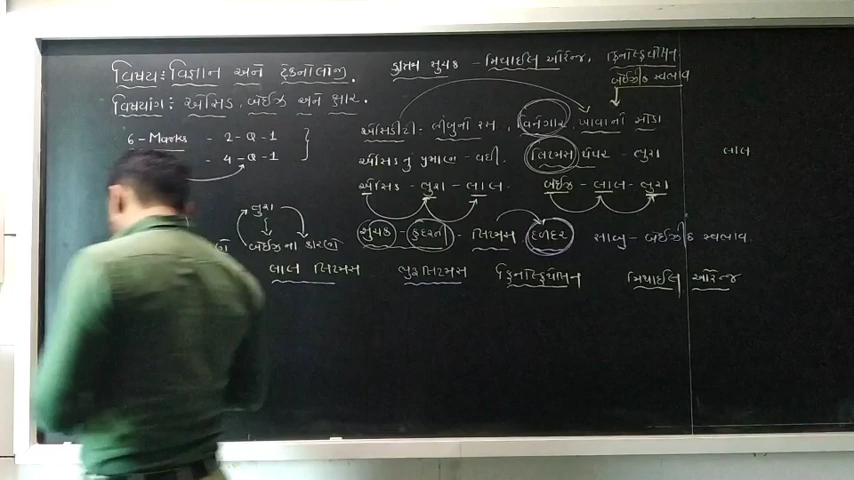 વિષય: વિજ્ઞાન અને ટેકનોલોજી.
વિષયાંગ: એસિડ, બેઈઝ અને ક્ષાર.
6 - Marks - 2 - Q - 1
- 4 - Q - 1
સુચક - મિથાઈલ ઓરેન્જ,
બેઈઝીક સ્વભાવ
એસિડીટી - લીંબુનો રસ, વિનેગાર, ખાવાનો સોડા
એસિડનું પ્રમાણ - વધી. લિટમસ પેપર - ભુરા લાલ
એસિડ - ભુરા - લાલ. બેઈજ - લાલ - ભુરા
ભુરા
બેઈઝના કારણે
સુચક - કુદરતી - લિટમસ હળદર સાબુ - બેઈઝીક સ્વભાવ.
લાલ લિટમસ ભુરા લિટમસ ફિનોલ્ફથેલિન મિથાઈલ ઓરેન્જ